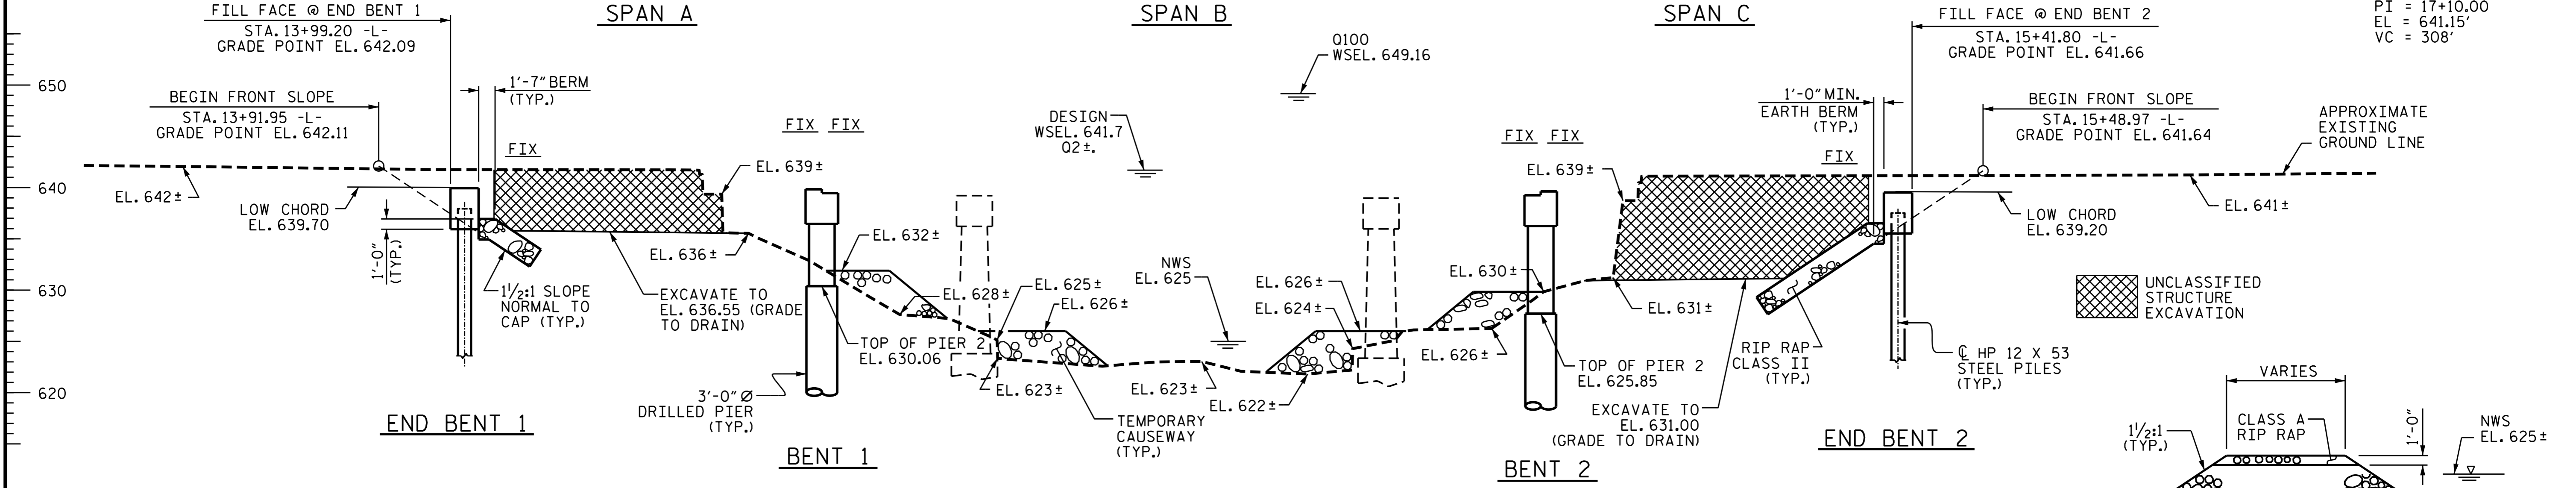 FILL FACE @ END BENT 1
STA. 13+99.20 -L-
GRADE POINT EL. 642.09
SPAN A
SPAN B
SPAN C
FILL FACE @ END BENT 2
STA. 15+41.80 -L-
GRADE POINT EL. 641.66
PI = 17+10.00
EL = 641.15'
VC = 308'
Q100
WSEL. 649.16
650
640
630
620
1'-7" BERM
(TYP.)
BEGIN FRONT SLOPE
STA. 13+91.95 -L-
GRADE POINT EL. 642.11
FIX
FIX FIX
DESIGN
WSEL. 641.7
Q2±.
FIX FIX
1'-0" MIN.
EARTH BERM
(TYP.)
FIX
BEGIN FRONT SLOPE
STA. 15+48.97 -L-
GRADE POINT EL. 641.64
APPROXIMATE
EXISTING
GROUND LINE
EL. 642±
LOW CHORD
EL. 639.70
1'-0"
(TYP.)
EL. 639±
EL. 636±
EL. 632±
EL. 628±
EL. 625±
EL. 626±
NWS
EL. 625
EL. 626±
EL. 624±
EL. 630±
EL. 639±
EL. 631±
LOW CHORD
EL. 639.20
EL. 641±
1 1/2:1 SLOPE
NORMAL TO
CAP (TYP.)
EXCAVATE TO
EL. 636.55 (GRADE
TO DRAIN)
TOP OF PIER 2
EL. 630.06
3'-0" Ø
DRILLED PIER
(TYP.)
EL. 623±
EL. 623±
EL. 622±
TEMPORARY
CAUSEWAY
(TYP.)
EL. 626±
TOP OF PIER 2
EL. 625.85
EXCAVATE TO
EL. 631.00
(GRADE TO DRAIN)
RIP RAP
CLASS II
(TYP.)
℄ HP 12 X 53
STEEL PILES
(TYP.)
UNCLASSIFIED
STRUCTURE
EXCAVATION
END BENT 1
BENT 1
BENT 2
END BENT 2
VARIES
1 1/2:1
(TYP.)
CLASS A
RIP RAP
1'-0"
NWS
EL. 625±